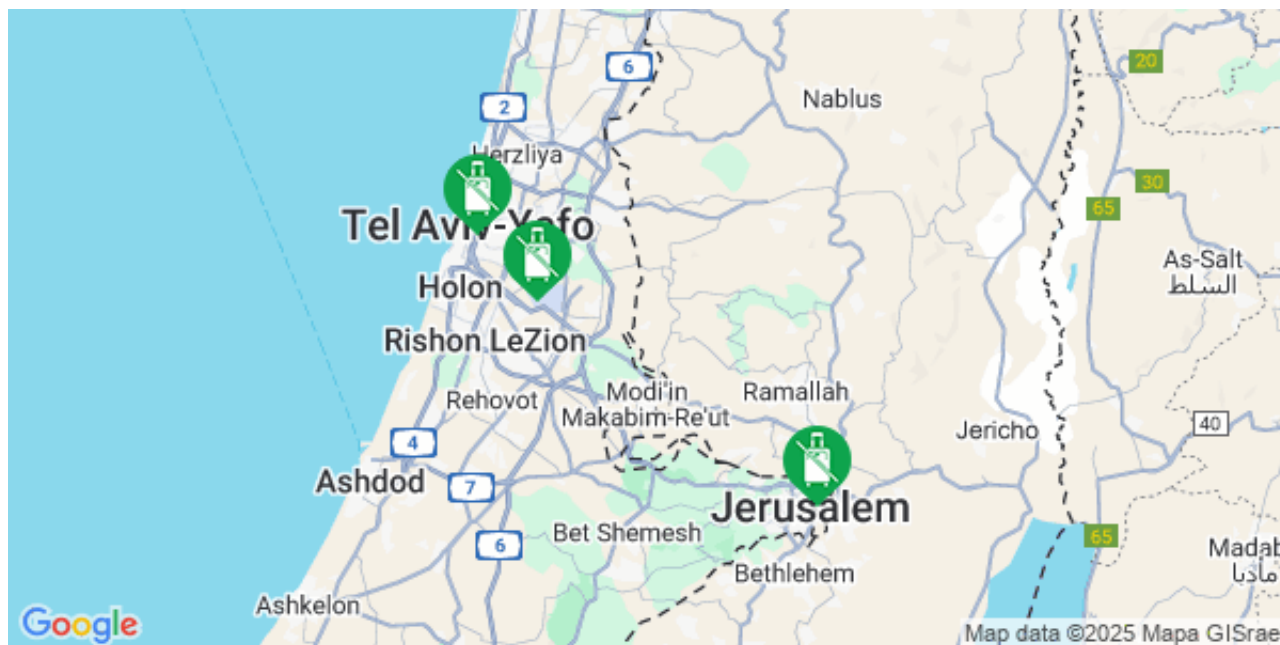 20
6
Nablus
2
Herzliya
30
65
Tel Aviv-Yafo
As-Salt
السلط
Holon
Rishon LeZion
Modi'in
Makabim-Re'ut
Ramallah
Rehovot
40
Jericho
4
Ashdod
7
Jerusalem
Bet Shemesh
6
65
Madab
مادبا
Bethlehem
Ashkelon
Google
Map data ©2025 Mapa GISrae